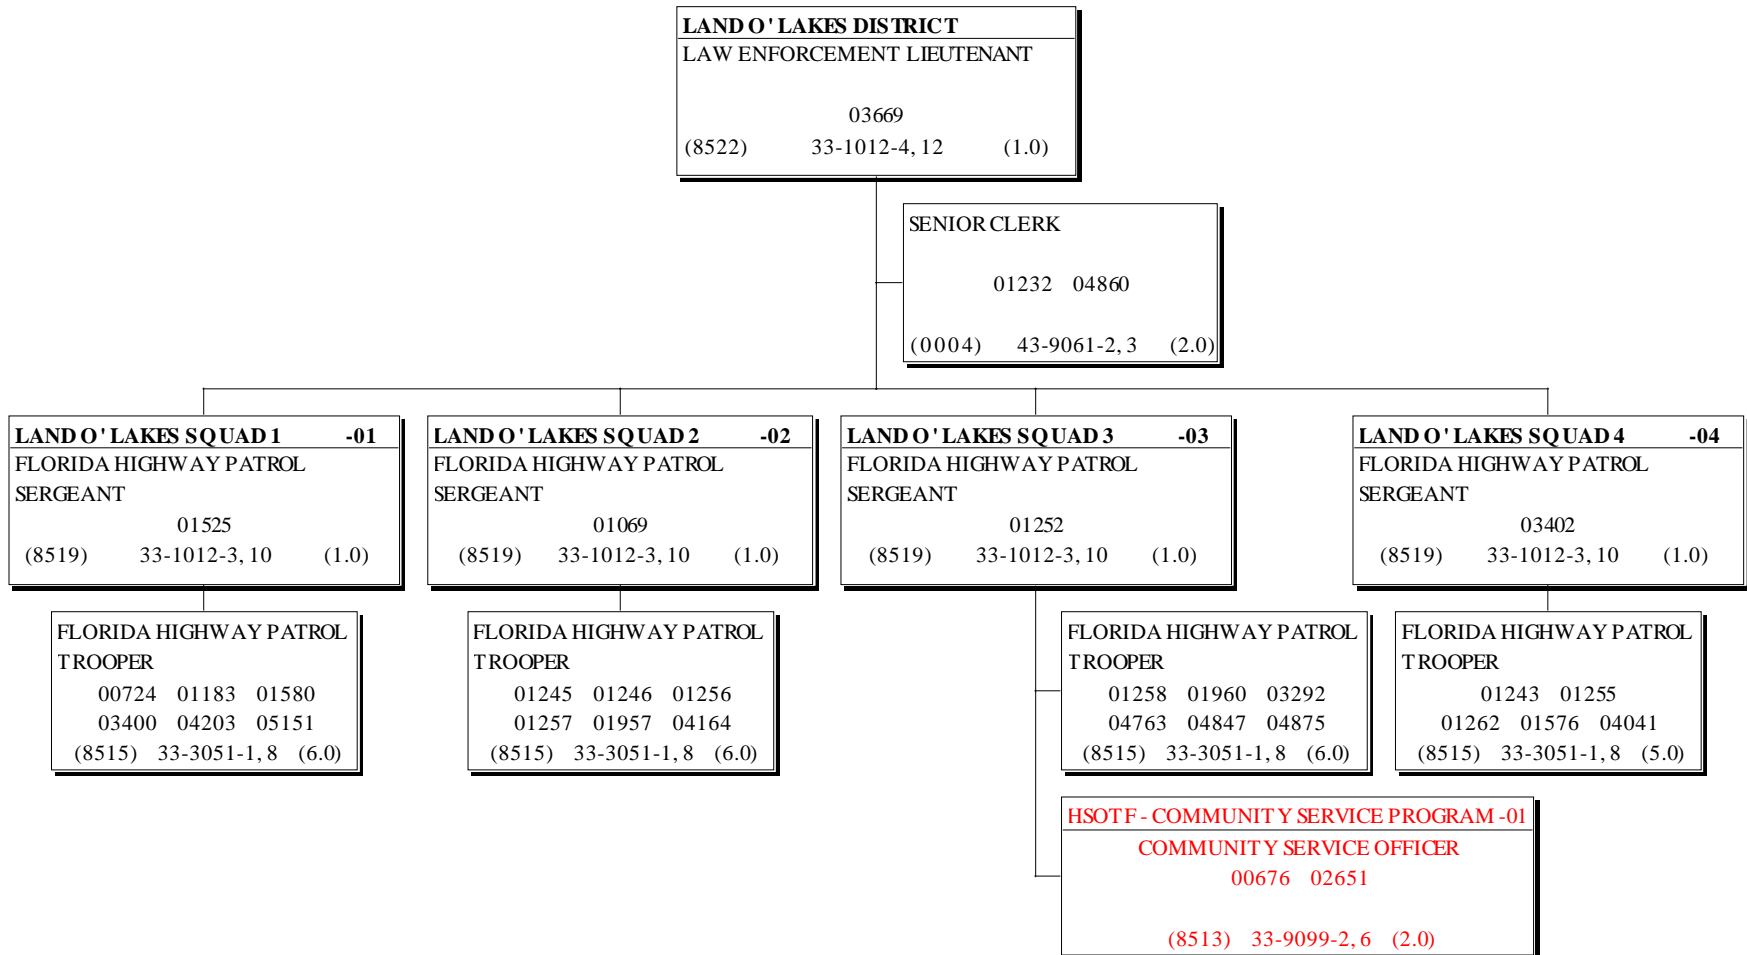 LAND O' LAKES DISTRICT
LAW ENFORCEMENT LIEUTENANT
03669
(8522) 33-1012-4, 12 (1.0)
SENIOR CLERK
01232 04860
(0004) 43-9061-2, 3 (2.0)
LAND O' LAKES SQUAD 1 -01
FLORIDA HIGHWAY PATROL
SERGEANT
01525
(8519) 33-1012-3, 10 (1.0)
LAND O' LAKES SQUAD 2 -02
FLORIDA HIGHWAY PATROL
SERGEANT
01069
(8519) 33-1012-3, 10 (1.0)
LAND O' LAKES SQUAD 3 -03
FLORIDA HIGHWAY PATROL
SERGEANT
01252
(8519) 33-1012-3, 10 (1.0)
LAND O' LAKES SQUAD 4 -04
FLORIDA HIGHWAY PATROL
SERGEANT
03402
(8519) 33-1012-3, 10 (1.0)
FLORIDA HIGHWAY PATROL
TROOPER
00724 01183 01580
03400 04203 05151
(8515) 33-3051-1, 8 (6.0)
FLORIDA HIGHWAY PATROL
TROOPER
01245 01246 01256
01257 01957 04164
(8515) 33-3051-1, 8 (6.0)
FLORIDA HIGHWAY PATROL
TROOPER
01258 01960 03292
04763 04847 04875
(8515) 33-3051-1, 8 (6.0)
FLORIDA HIGHWAY PATROL
TROOPER
01243 01255
01262 01576 04041
(8515) 33-3051-1, 8 (5.0)
HSOTF - COMMUNITY SERVICE PROGRAM -01
COMMUNITY SERVICE OFFICER
00676 02651
(8513) 33-9099-2, 6 (2.0)